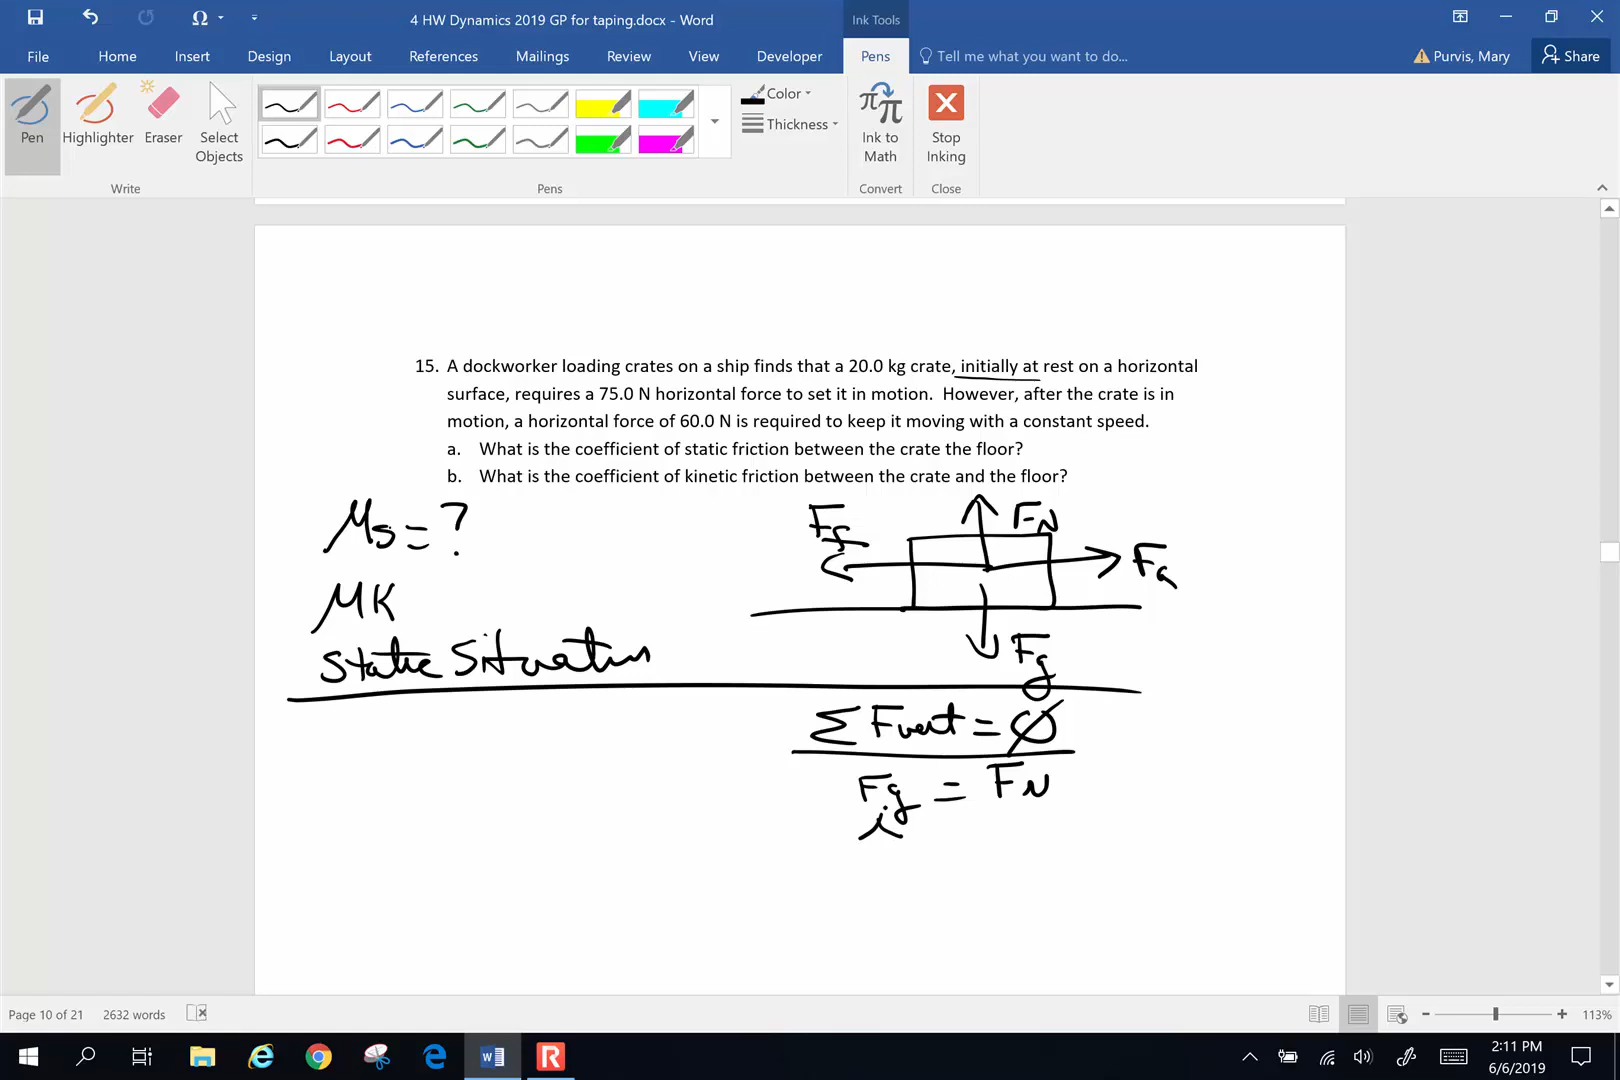 4 HW Dynamics 2019 GP for taping.docx - Word
Ink Tools
File Home Insert Design Layout References Mailings Review View Developer Pens Tell me what you want to do... Purvis, Mary Share
Pen Highlighter Eraser Select Objects
Color
Thickness
Ink to Math
Stop Inking
Write Pens Convert Close
15. A dockworker loading crates on a ship finds that a 20.0 kg crate, initially at rest on a horizontal
surface, requires a 75.0 N horizontal force to set it in motion. However, after the crate is in
motion, a horizontal force of 60.0 N is required to keep it moving with a constant speed.
a. What is the coefficient of static friction between the crate the floor?
b. What is the coefficient of kinetic friction between the crate and the floor?
μs = ?
Ff FN
Fa
μK
Static Situation
Fg
Σ Fvert = ∅
Fg = FN
Page 10 of 21 2632 words 113%
2:11 PM
6/6/2019